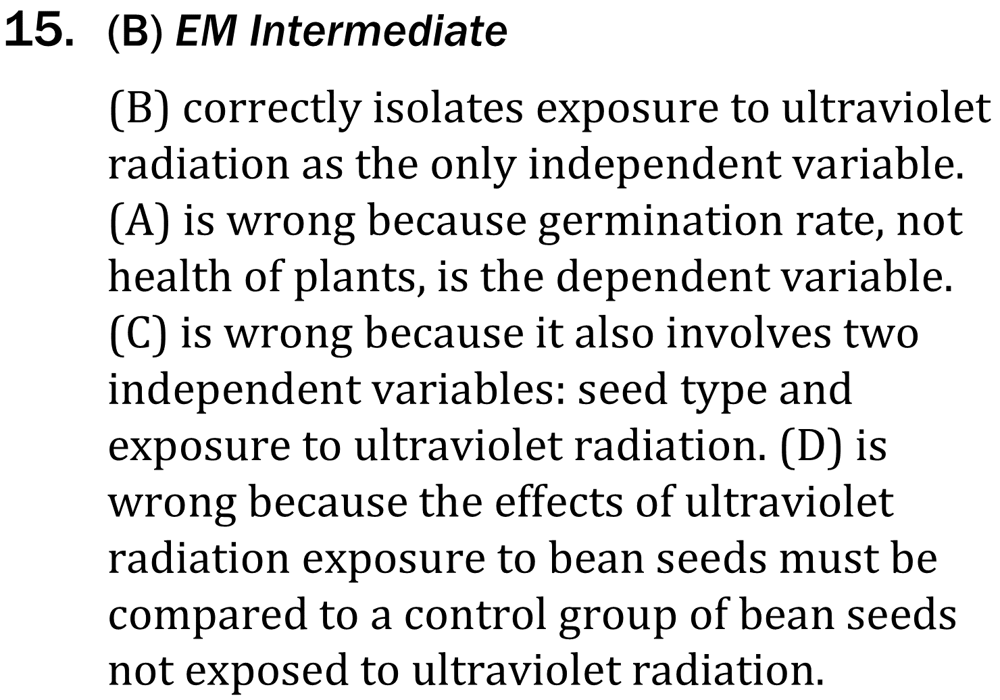 15. (B) EM Intermediate
(B) correctly isolates exposure to ultraviolet
radiation as the only independent variable.
(A) is wrong because germination rate, not
health of plants, is the dependent variable.
(C) is wrong because it also involves two
independent variables: seed type and
exposure to ultraviolet radiation. (D) is
wrong because the effects of ultraviolet
radiation exposure to bean seeds must be
compared to a control group of bean seeds
not exposed to ultraviolet radiation.